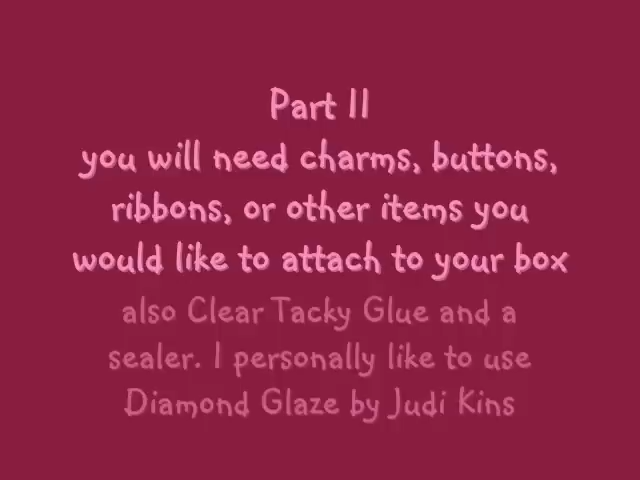 Part II
you will need charms, buttons,
ribbons, or other items you
would like to attach to your box
also Clear Tacky Glue and a
sealer. I personally like to use
Diamond Glaze by Judi Kins